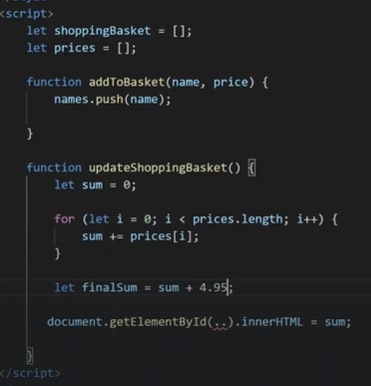 <script>
let shoppingBasket = [];
let prices = [];
function addToBasket(name, price) {
names.push(name);
}
function updateShoppingBasket() {
let sum = 0;
for (let i = 0; i < prices.length; i++) {
sum += prices[i];
}
let finalSum = sum + 4.95;
document.getElementById(..).innerHTML = sum;
}
</script>